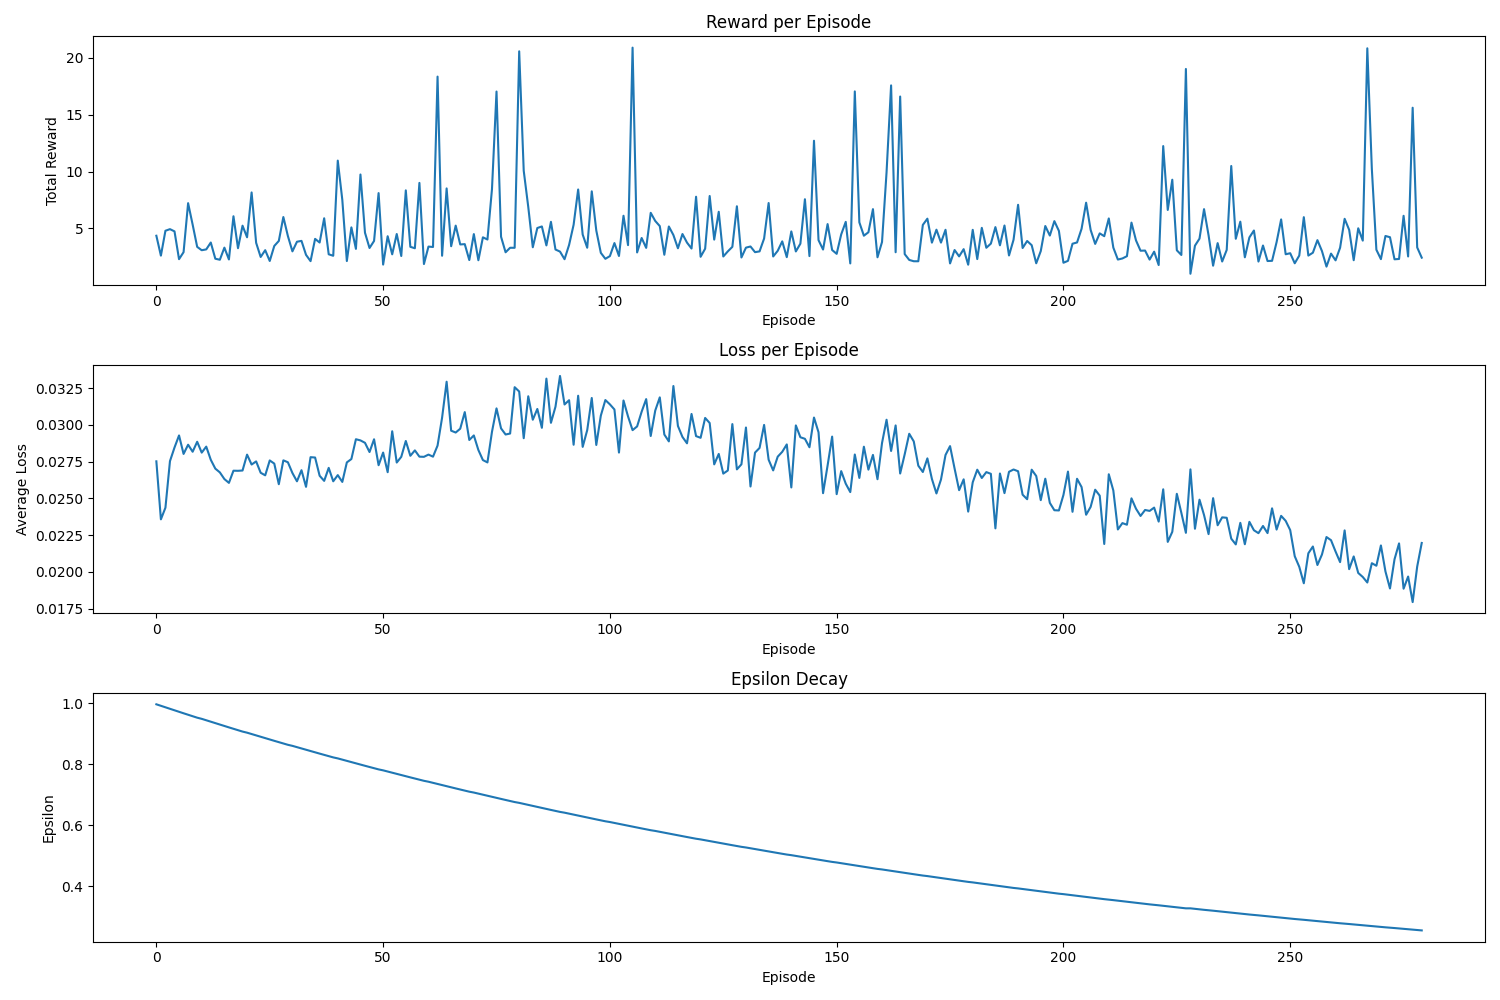 Reward per Episode
Total Reward
20
15
10
5
0 50 100 150 200 250
Episode
Loss per Episode
Average Loss
0.0325
0.0300
0.0275
0.0250
0.0225
0.0200
0.0175
0 50 100 150 200 250
Episode
Epsilon Decay
Epsilon
1.0
0.8
0.6
0.4
0 50 100 150 200 250
Episode